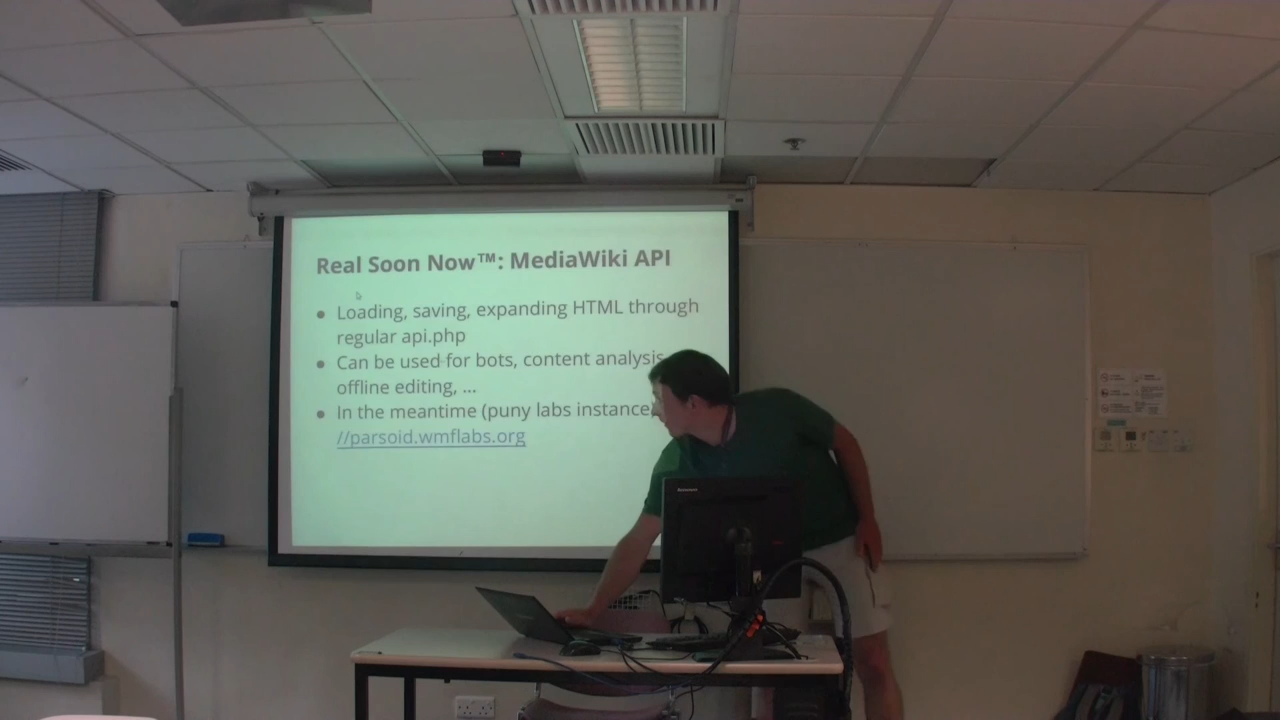 Real Soon Now™: MediaWiki API
● Loading, saving, expanding HTML through
regular api.php
● Can be used for bots, content analysis
offline editing, ...
● In the meantime (puny labs instance
//parsoid.wmflabs.org
Lenovo